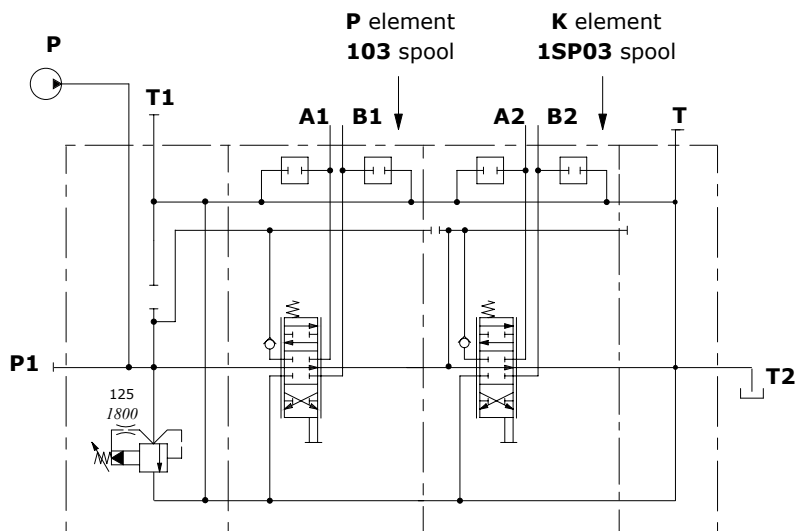 P element
103 spool
K element
1SP03 spool
P
T1
A1
B1
A2
B2
T
P1
T2
125
1800